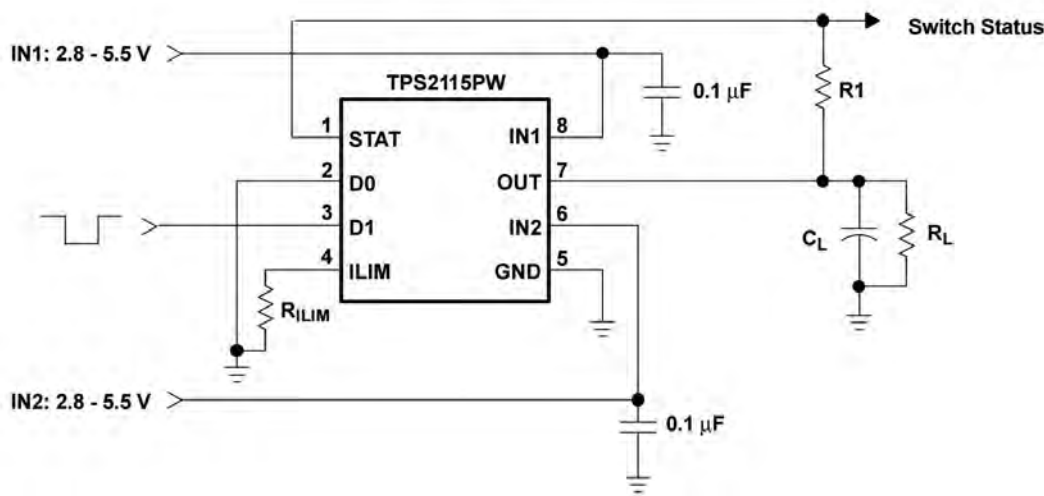 Switch Status
IN1: 2.8 - 5.5 V
TPS2115PW
0.1 μF
R1
1
STAT
IN1
8
2
D0
OUT
7
3
D1
IN2
6
4
ILIM
GND
5
CL
RL
RILIM
IN2: 2.8 - 5.5 V
0.1 μF